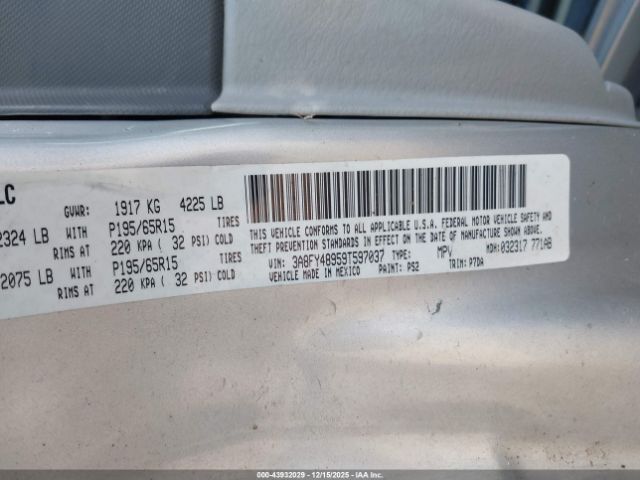 LC
GVWR: 1917 KG 4225 LB
2324 LB WITH P195/65R15 TIRES
RIMS AT 220 KPA ( 32 PSI) COLD
2075 LB WITH P195/65R15 TIRES
RIMS AT 220 KPA ( 32 PSI) COLD
THIS VEHICLE CONFORMS TO ALL APPLICABLE U.S.A. FEDERAL MOTOR VEHICLE SAFETY AND
THEFT PREVENTION STANDARDS IN EFFECT ON THE DATE OF MANUFACTURE SHOWN ABOVE.
VIN: 3A8FY48959T597037 TYPE: MPV MDH:032317 771AB
MADE IN MEXICO PAINT: PS2 TRIM: P7DA
000-43932029 - 12/15/2025 - IAAI.COM